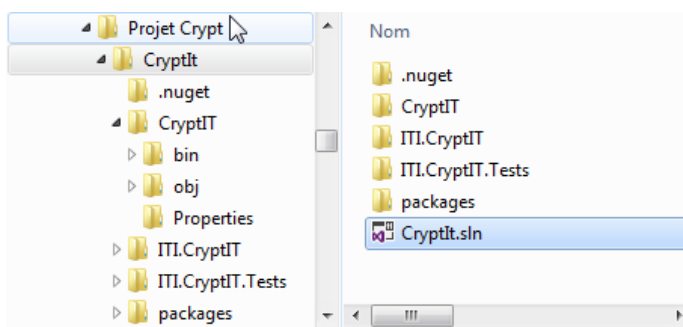 Projet Crypt
CryptIt
.nuget
CryptIT
bin
obj
Properties
ITI.CryptIT
ITI.CryptIT.Tests
packages
Nom
.nuget
CryptIT
ITI.CryptIT
ITI.CryptIT.Tests
packages
CryptIt.sln